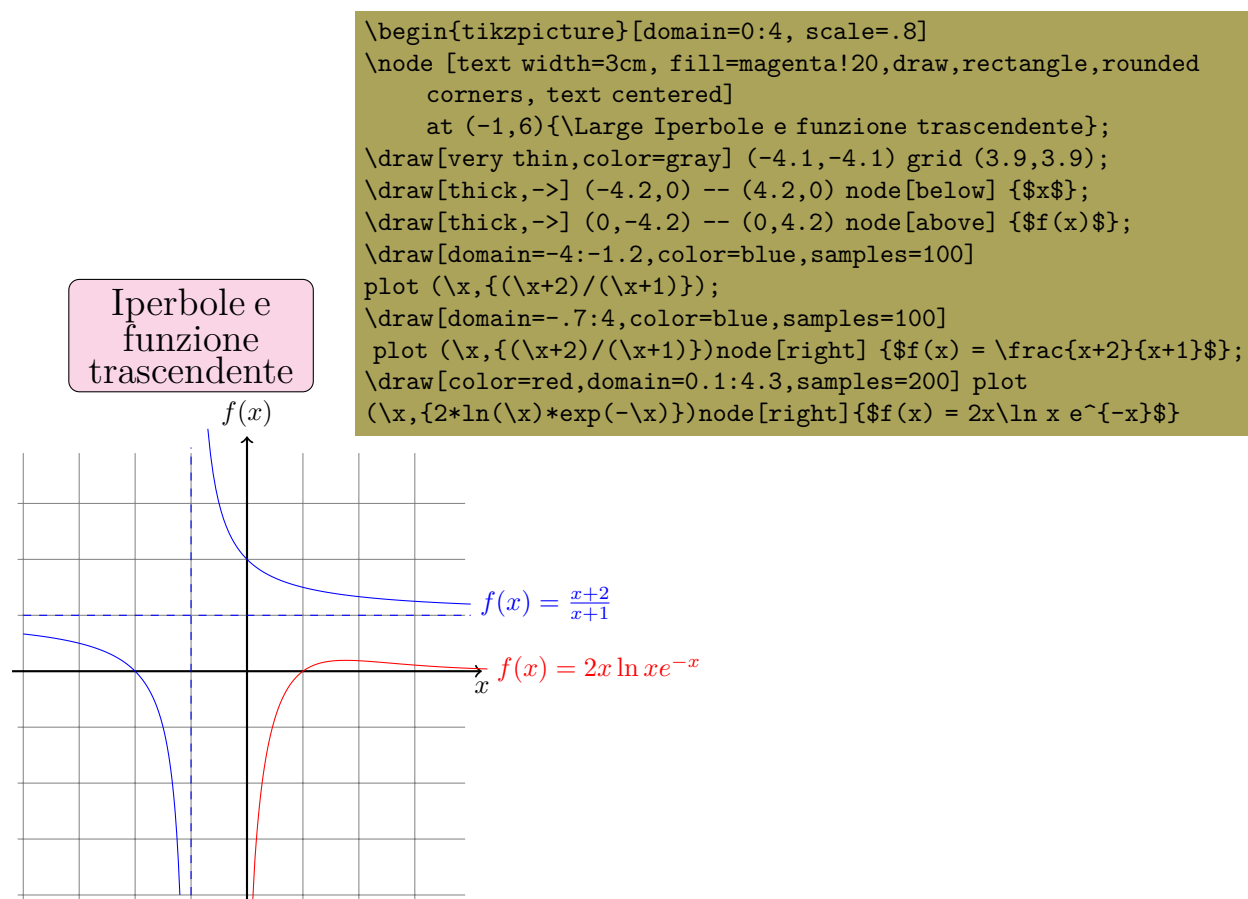 \begin{tikzpicture}[domain=0:4, scale=.8]
\node [text width=3cm, fill=magenta!20,draw,rectangle,rounded
corners, text centered]
at (-1,6){\Large Iperbole e funzione trascendente};
\draw[very thin,color=gray] (-4.1,-4.1) grid (3.9,3.9);
\draw[thick,->] (-4.2,0) -- (4.2,0) node[below] {$x$};
\draw[thick,->] (0,-4.2) -- (0,4.2) node[above] {$f(x)$};
\draw[domain=-4:-1.2,color=blue,samples=100]
plot (\x,{(\x+2)/(\x+1)});
\draw[domain=-.7:4,color=blue,samples=100]
plot (\x,{(\x+2)/(\x+1)})node[right] {$f(x) = \frac{x+2}{x+1}$};
\draw[color=red,domain=0.1:4.3,samples=200] plot
(\x,{2*ln(\x)*exp(-\x)})node[right]{$f(x) = 2x\ln x e^{-x}$}
Iperbole e
funzione
trascendente
f(x)
f(x) = \frac{x+2}{x+1}
f(x) = 2x ln xe^{-x}
x